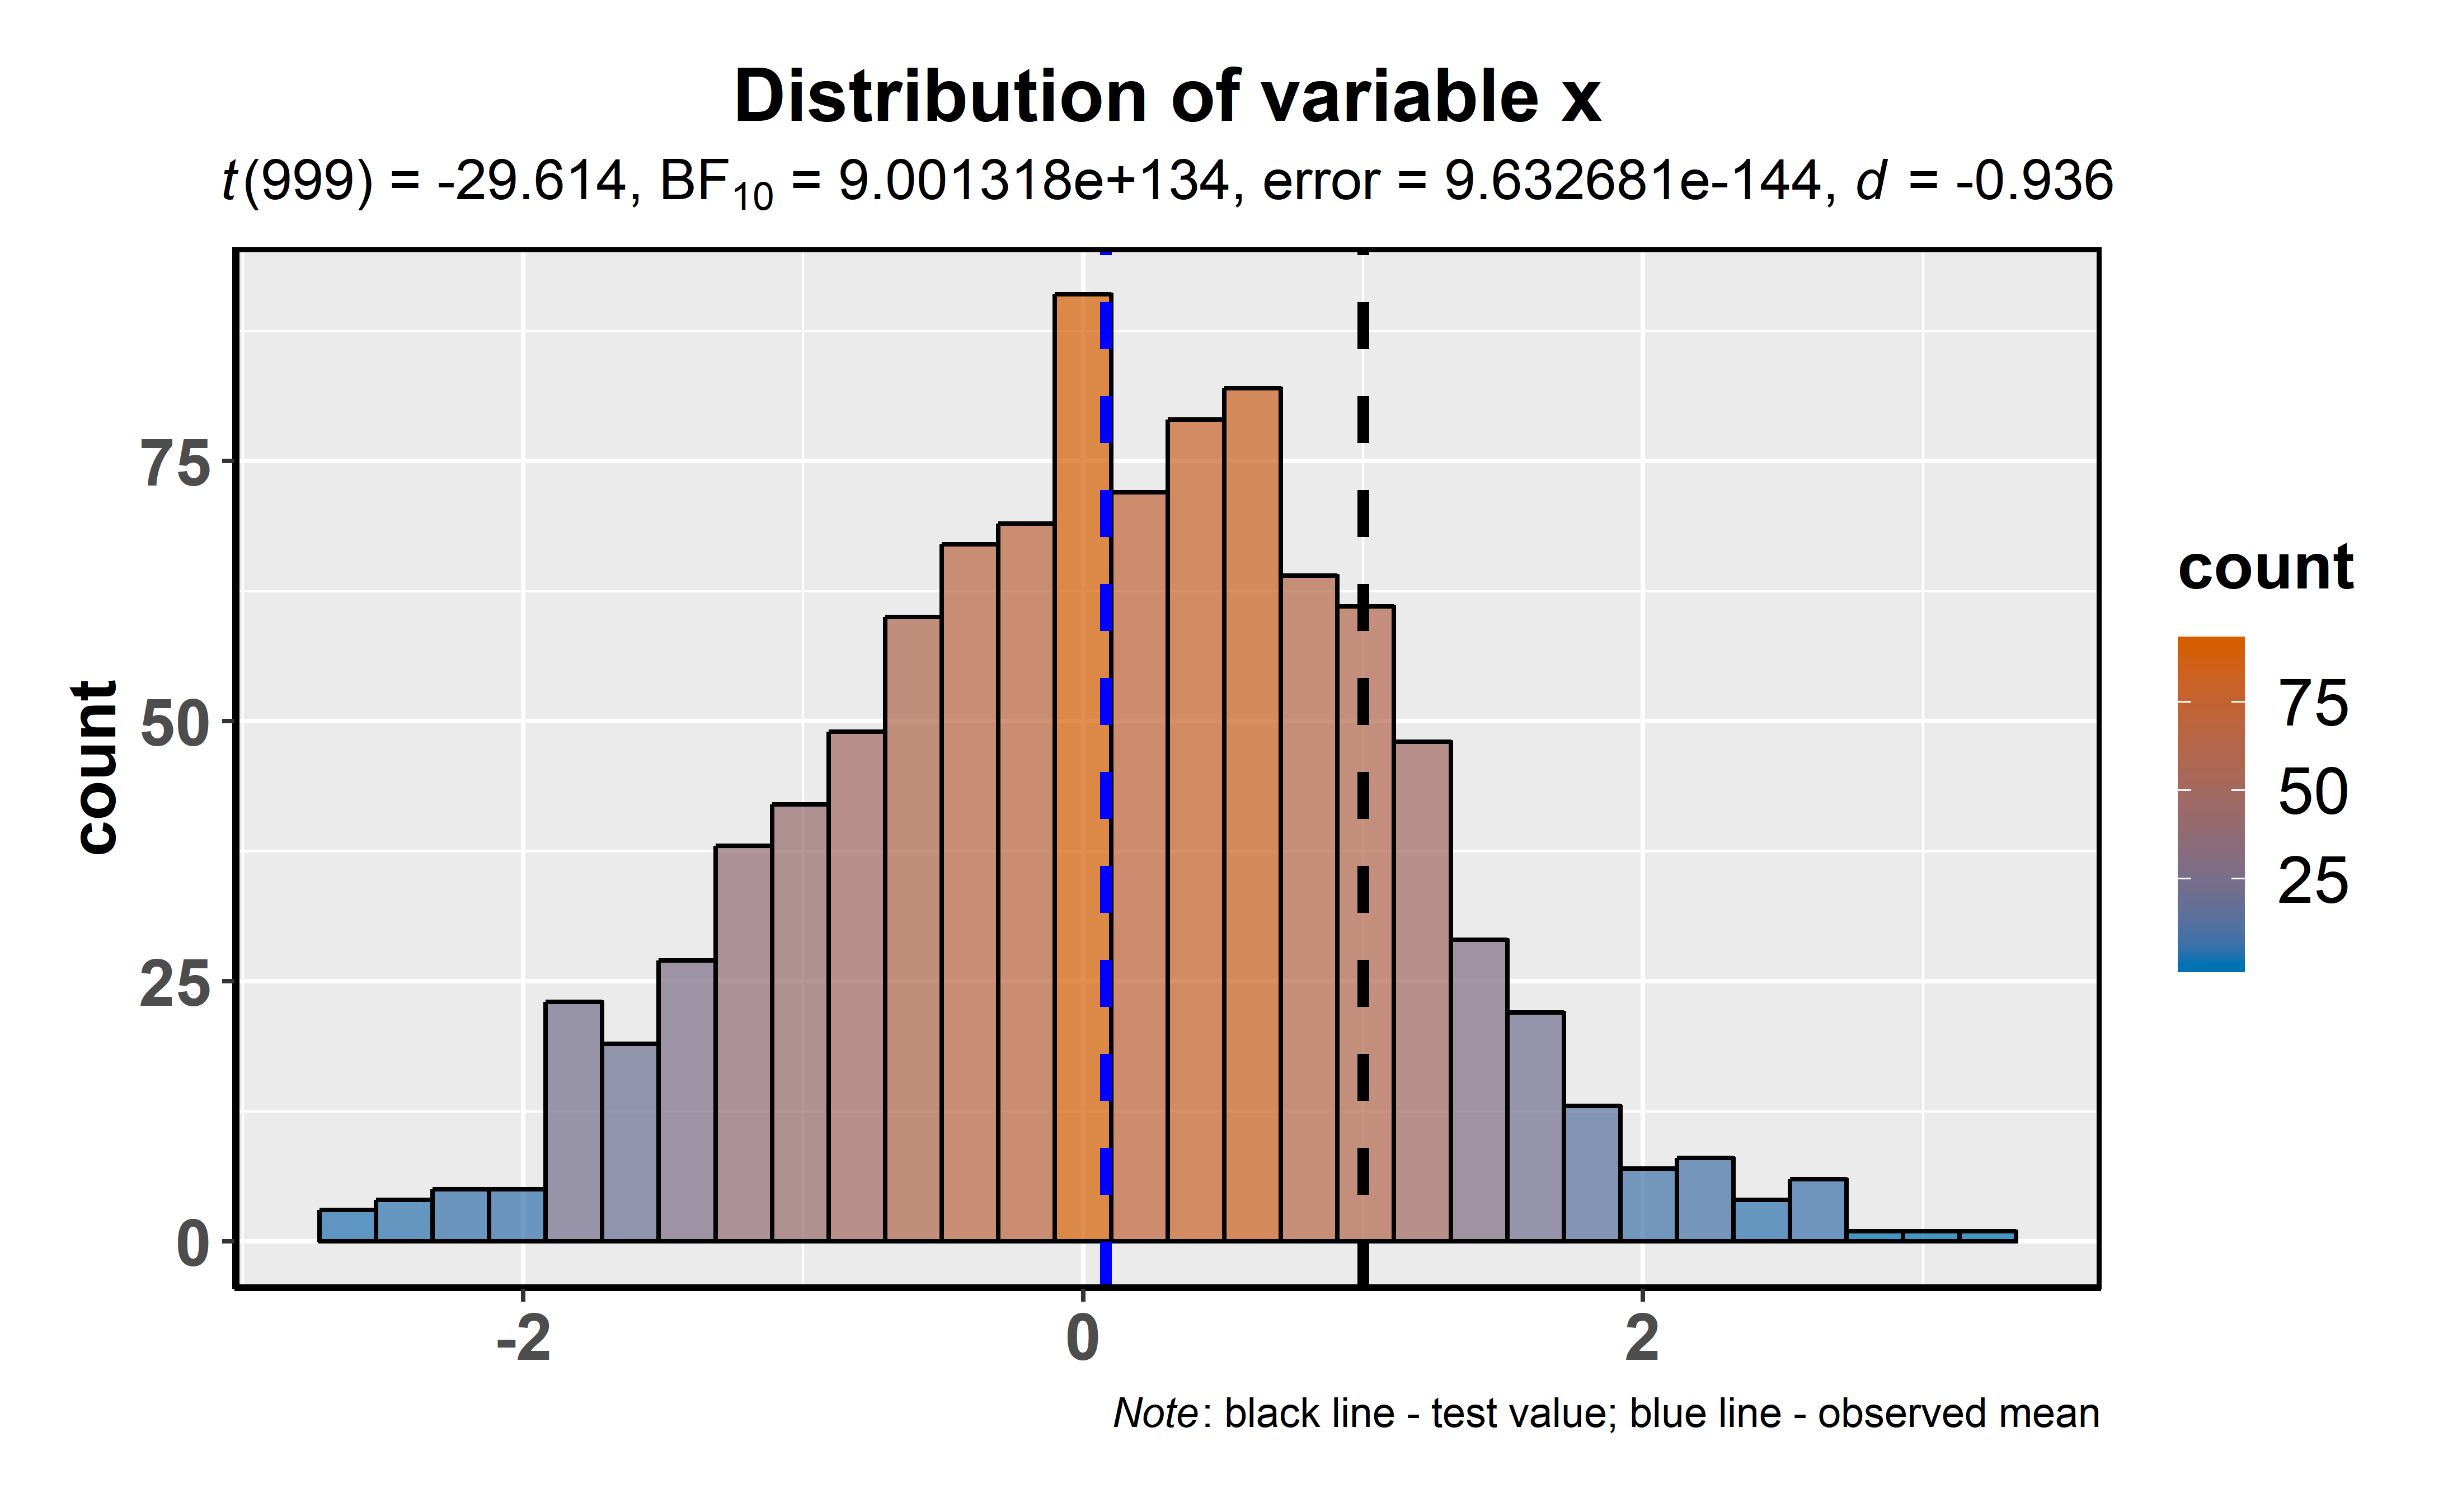 Distribution of variable x
t(999) = -29.614, BF10 = 9.001318e+134, error = 9.632681e-144, d = -0.936
count
75
50
25
0
-2
0
2
count
75
50
25
Note: black line - test value; blue line - observed mean